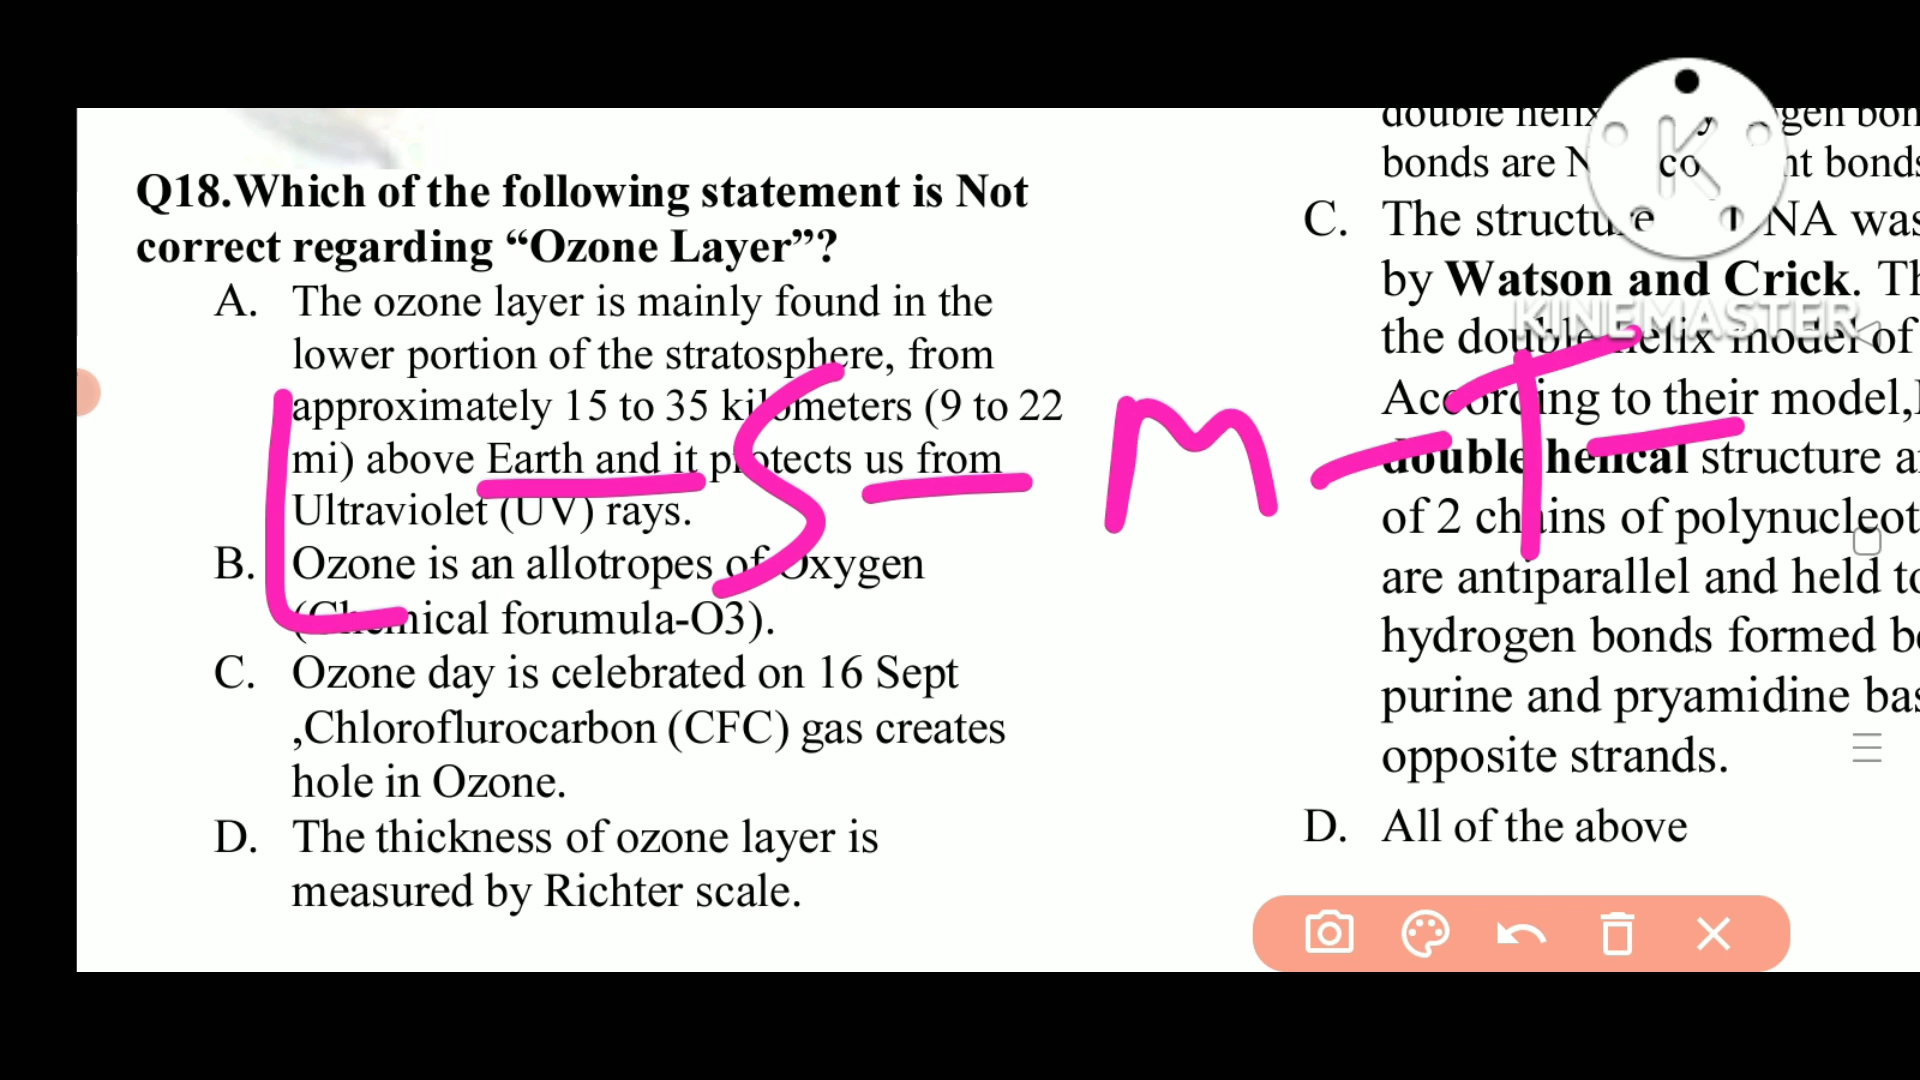 Q18.Which of the following statement is Not
correct regarding “Ozone Layer”?
A. The ozone layer is mainly found in the
lower portion of the stratosphere, from
approximately 15 to 35 kilometers (9 to 22
mi) above Earth and it protects us from
Ultraviolet (UV) rays.
B. Ozone is an allotropes of Oxygen
(Chemical forumula-O3).
C. Ozone day is celebrated on 16 Sept
,Chloroflurocarbon (CFC) gas creates
hole in Ozone.
D. The thickness of ozone layer is
measured by Richter scale.
L - S - M - T -
double helix
bonds are
C. The structure DNA was
by Watson and Crick.
the double helix model of
According to their model,
double helical structure
of 2 chains of
are antiparallel and held
hydrogen bonds formed
purine and pryamidine
opposite strands.
D. All of the above
K
KINEMASTER